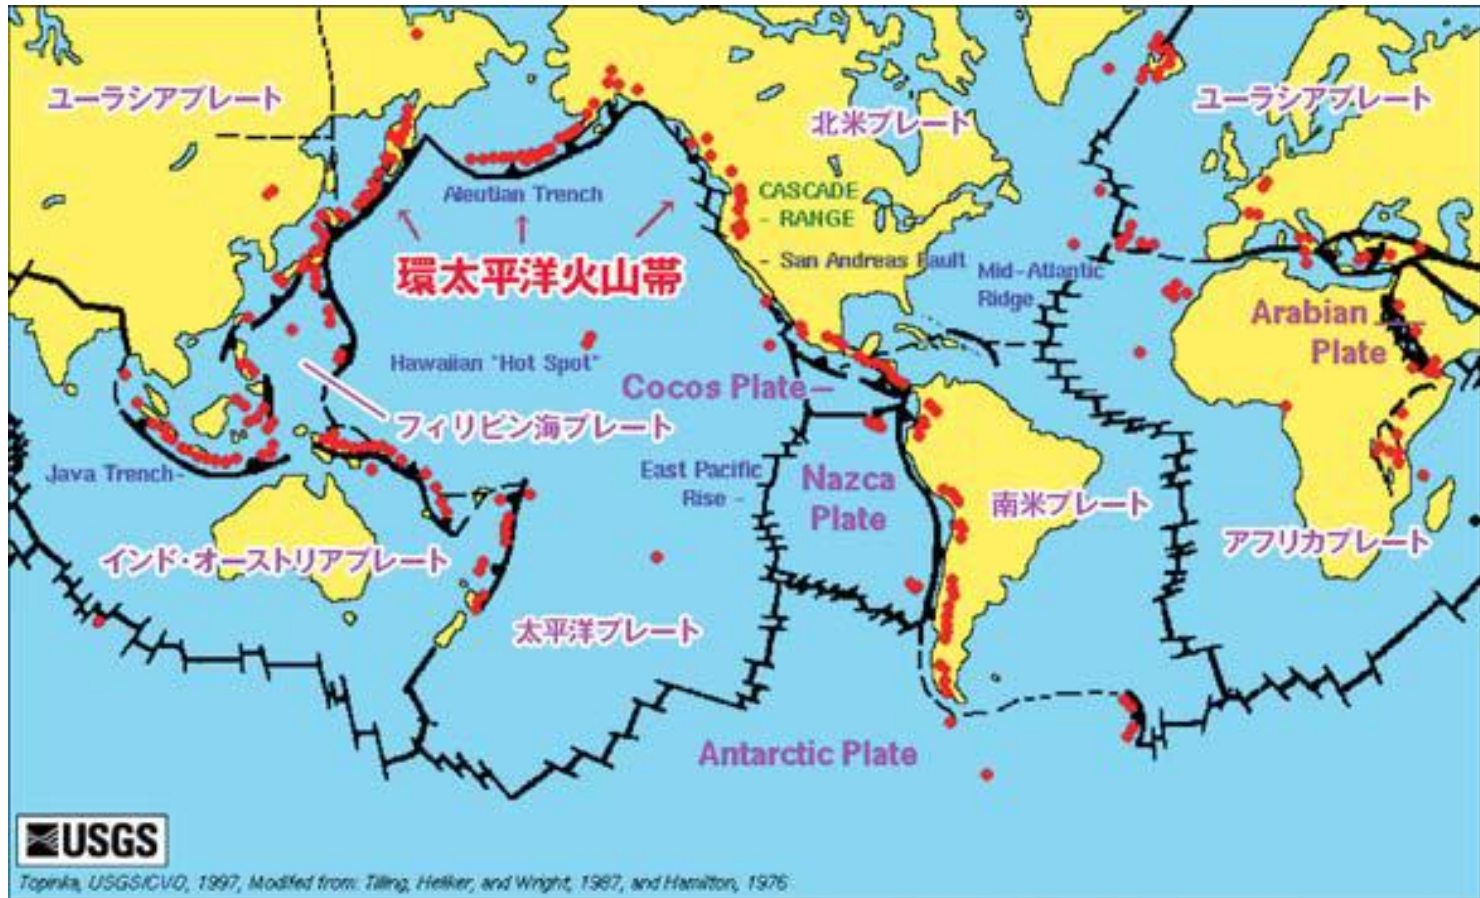 ユーラシアプレート
ユーラシアプレート
北米プレート
Aleutian Trench
CASCADE
- RANGE
環太平洋火山帯
- San Andreas Fault
Mid-Atlantic
Ridge
Arabian
Plate
Hawaiian "Hot Spot"
Cocos Plate
フィリピン海プレート
Java Trench
East Pacific
Rise -
Nazca
Plate
南米プレート
アフリカプレート
インド・オーストリアプレート
太平洋プレート
Antarctic Plate
USGS
Topinka, USGS/CVO, 1997, Modified from: Tilling, Heliker, and Wright, 1987, and Hamilton, 1976